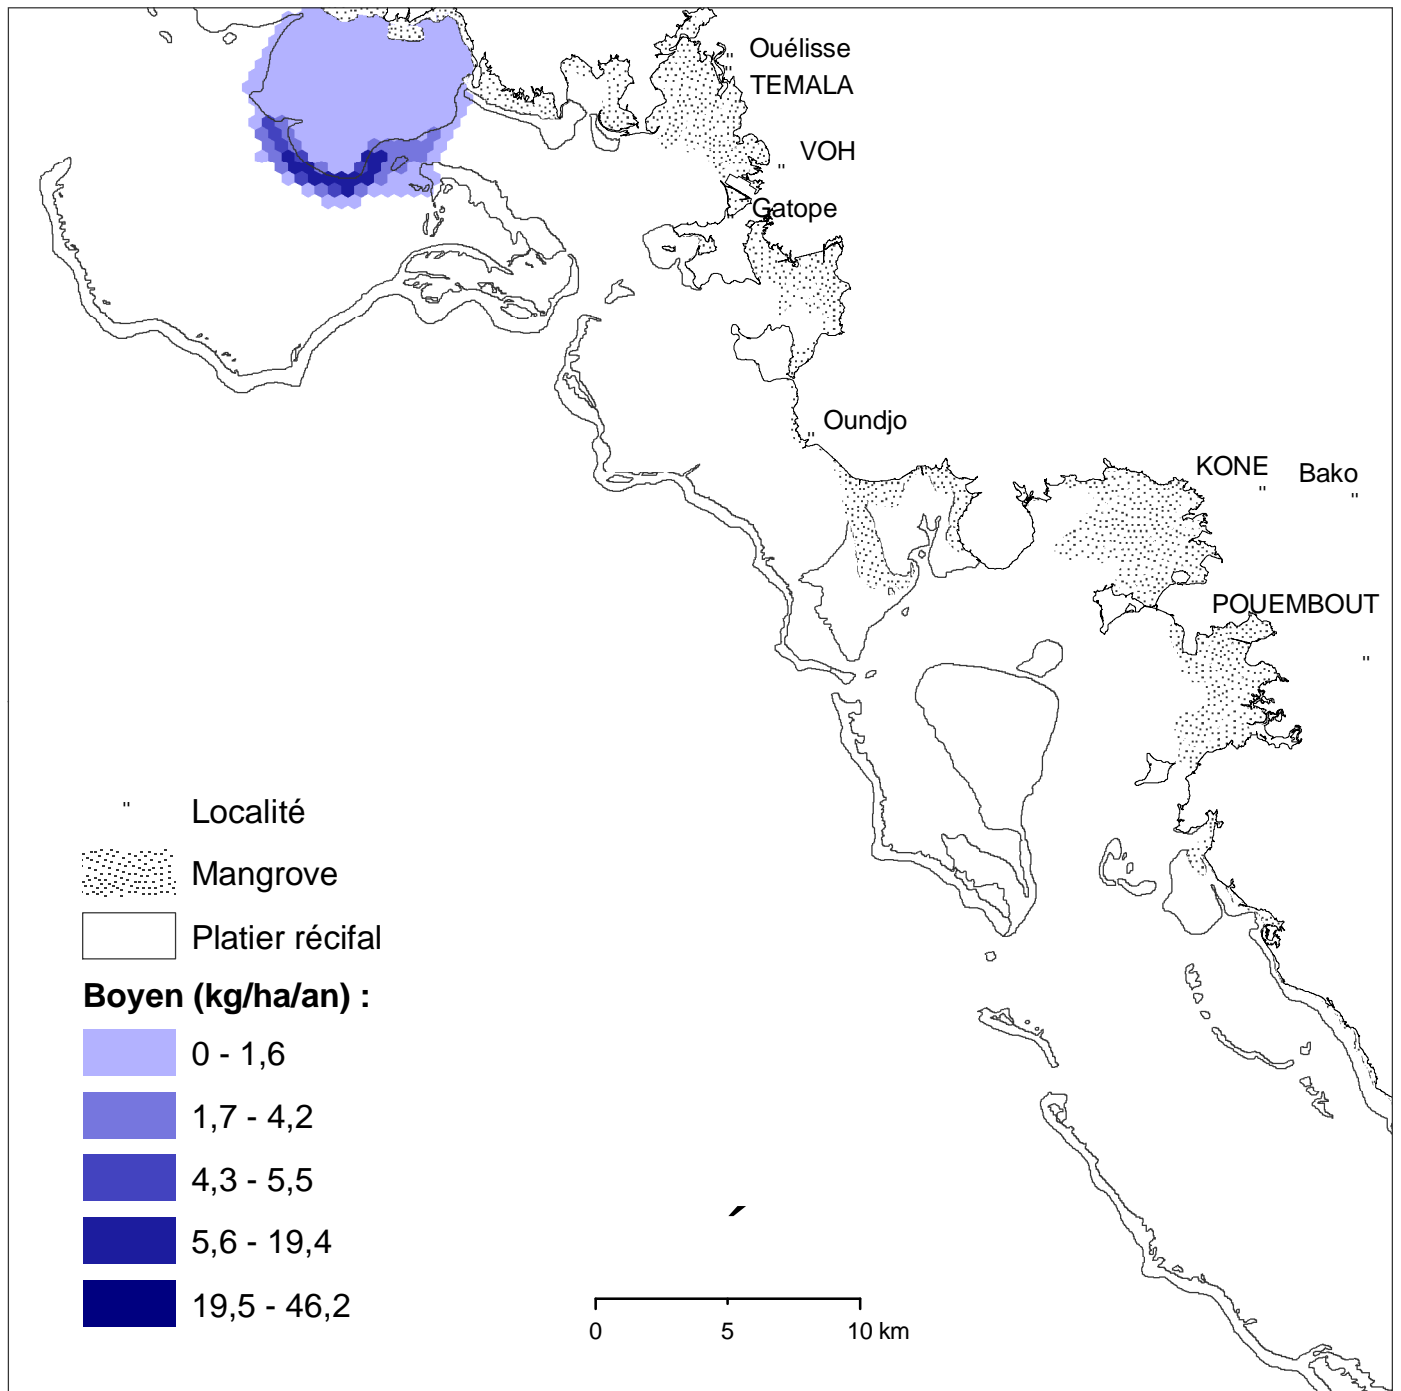 Ouélisse
TEMALA
VOH
Gatope
Oundjo
KONE
Bako
POUEMBOUT
Localité
Mangrove
Platier récifal
Boyen (kg/ha/an) :
0 - 1,6
1,7 - 4,2
4,3 - 5,5
5,6 - 19,4
19,5 - 46,2
0 5 10 km